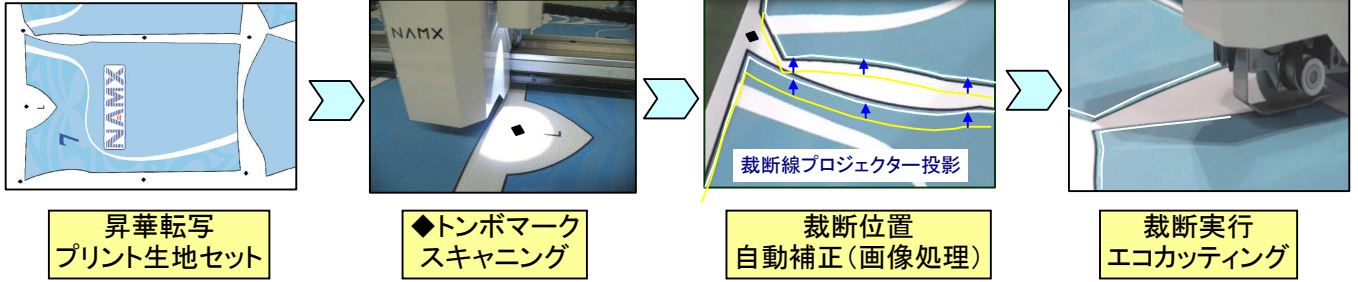 L
7
NAMX
NAMX
L
裁断線プロジェクター投影
昇華転写
プリント生地セット
◆トンボマーク
スキャニング
裁断位置
自動補正(画像処理)
裁断実行
エコカッティング